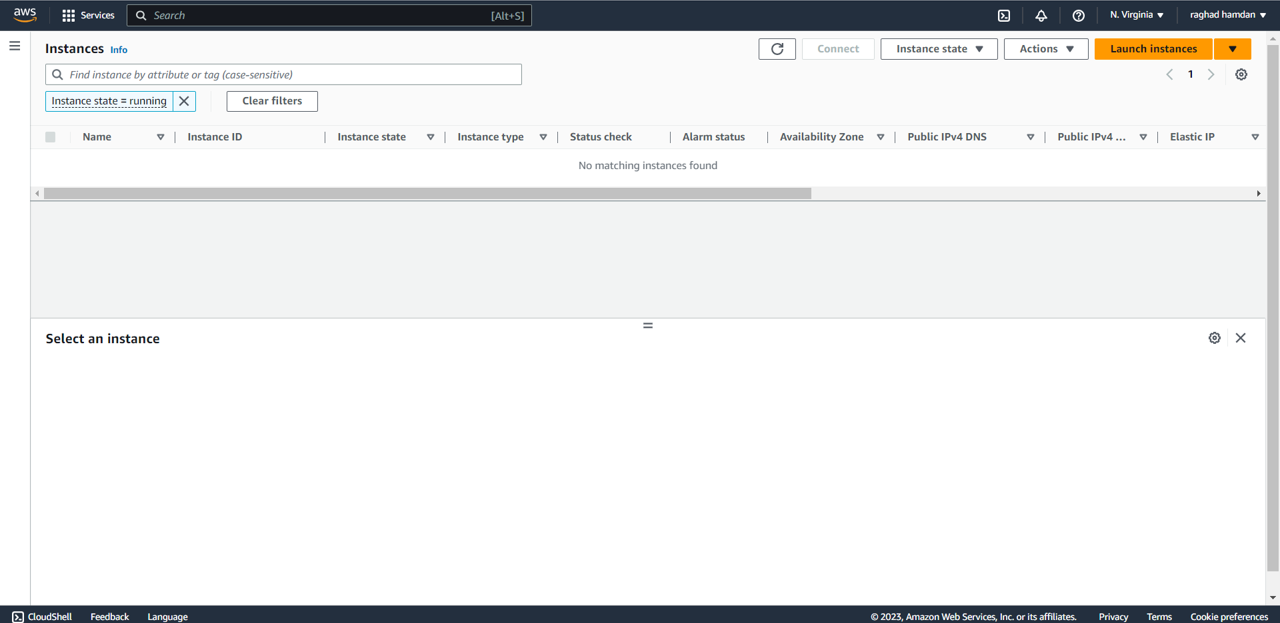 aws Services Search [Alt+S] N. Virginia raghad hamdan
Instances Info Connect Instance state Actions Launch instances
Find instance by attribute or tag (case-sensitive) 1
Instance state = running Clear filters
Name Instance ID Instance state Instance type Status check Alarm status Availability Zone Public IPv4 DNS Public IPv4 ... Elastic IP
No matching instances found
Select an instance
CloudShell Feedback Language © 2023, Amazon Web Services, Inc. or its affiliates. Privacy Terms Cookie preferences